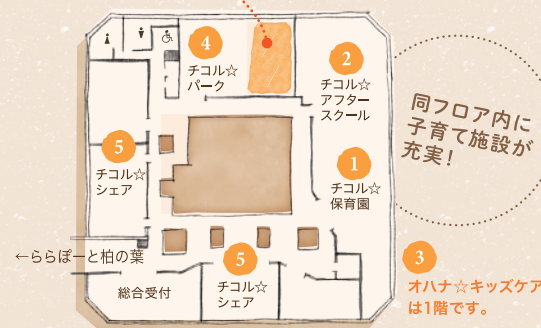 4
チコル☆
パーク
2
チコル☆
アフター
スクール
同フロア内に
子育て施設が
充実！
5
チコル☆
シェア
1
チコル☆
保育園
←ららぽーと柏の葉
総合受付
5
チコル☆
シェア
3
オハナ☆キッズケア
は1階です。